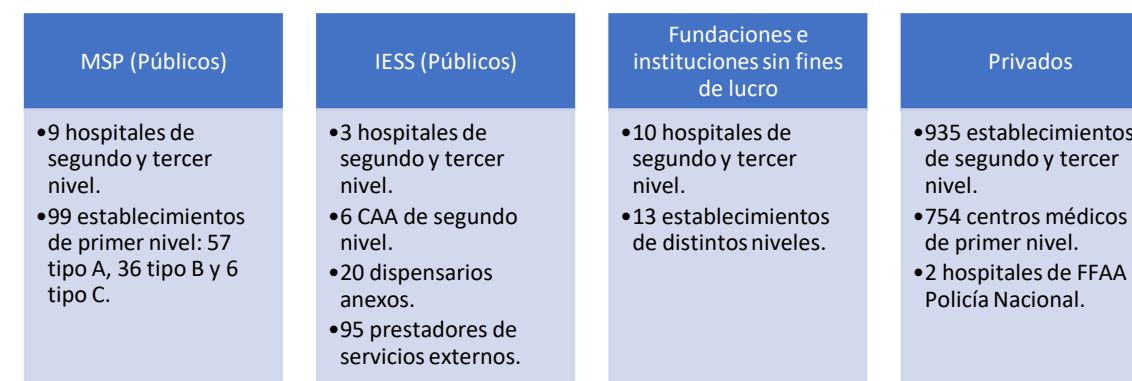 MSP (Públicos)
•9 hospitales de
segundo y tercer
nivel.
•99 establecimientos
de primer nivel: 57
tipo A, 36 tipo B y 6
tipo C.
IESS (Públicos)
•3 hospitales de
segundo y tercer
nivel.
•6 CAA de segundo
nivel.
•20 dispensarios
anexos.
•95 prestadores de
servicios externos.
Fundaciones e
instituciones sin fines
de lucro
•10 hospitales de
segundo y tercer
nivel.
•13 establecimientos
de distintos niveles.
Privados
•935 establecimientos
de segundo y tercer
nivel.
•754 centros médicos
de primer nivel.
•2 hospitales de FFAA
Policía Nacional.